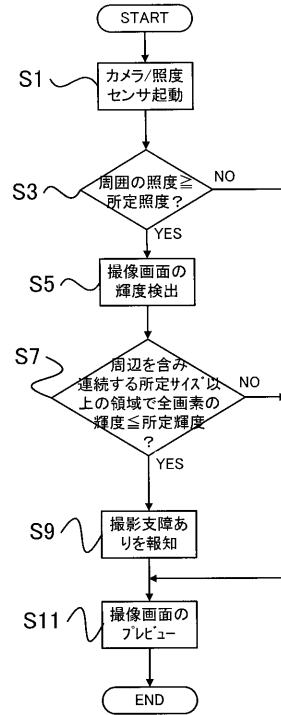 START
S1
カメラ/照度
センサ起動
S3
周囲の照度≧
所定照度?
NO
YES
S5
撮像画面の
輝度検出
S7
周辺を含み
連続する所定サイズ以
上の領域で全画素の
輝度≦所定輝度
?
NO
YES
S9
撮影支障あ
りを報知
S11
撮像画面の
プレビュー
END